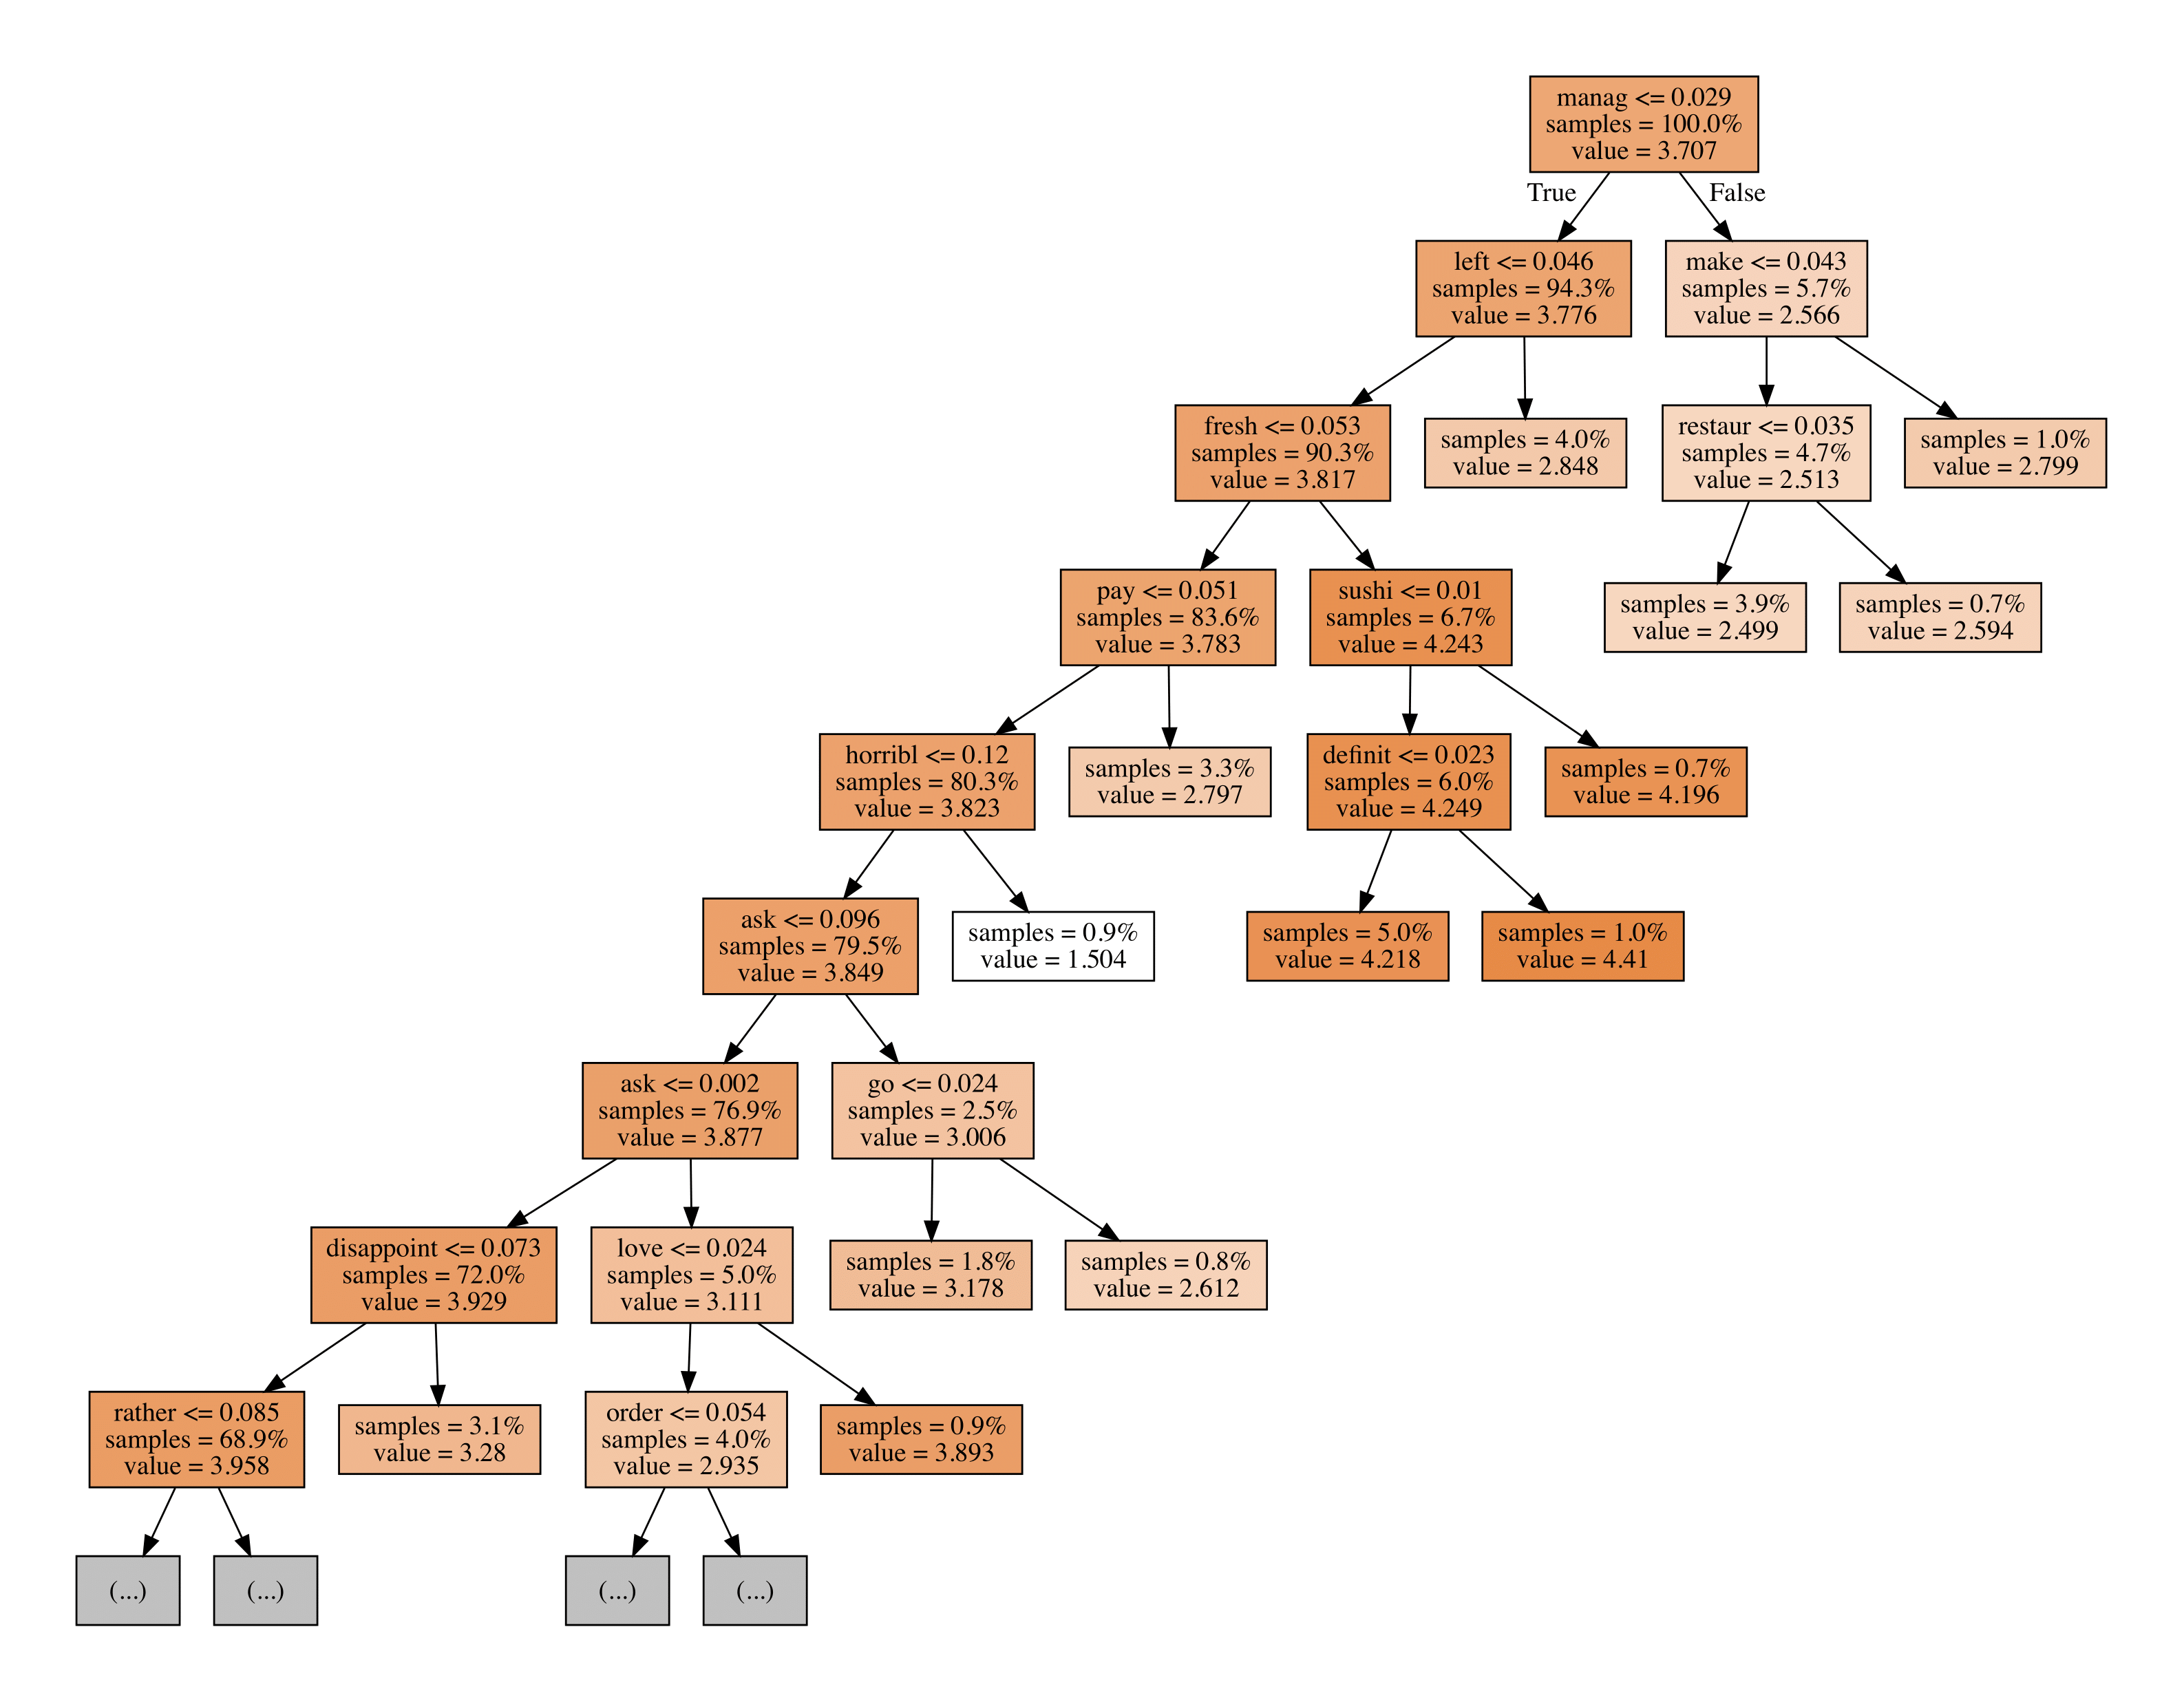 manag <= 0.029
samples = 100.0%
value = 3.707
True
False
left <= 0.046
samples = 94.3%
value = 3.776
make <= 0.043
samples = 5.7%
value = 2.566
fresh <= 0.053
samples = 90.3%
value = 3.817
samples = 4.0%
value = 2.848
restaur <= 0.035
samples = 4.7%
value = 2.513
samples = 1.0%
value = 2.799
pay <= 0.051
samples = 83.6%
value = 3.783
sushi <= 0.01
samples = 6.7%
value = 4.243
samples = 3.9%
value = 2.499
samples = 0.7%
value = 2.594
horribl <= 0.12
samples = 80.3%
value = 3.823
samples = 3.3%
value = 2.797
definit <= 0.023
samples = 6.0%
value = 4.249
samples = 0.7%
value = 4.196
ask <= 0.096
samples = 79.5%
value = 3.849
samples = 0.9%
value = 1.504
samples = 5.0%
value = 4.218
samples = 1.0%
value = 4.41
ask <= 0.002
samples = 76.9%
value = 3.877
go <= 0.024
samples = 2.5%
value = 3.006
disappoint <= 0.073
samples = 72.0%
value = 3.929
love <= 0.024
samples = 5.0%
value = 3.111
samples = 1.8%
value = 3.178
samples = 0.8%
value = 2.612
rather <= 0.085
samples = 68.9%
value = 3.958
samples = 3.1%
value = 3.28
order <= 0.054
samples = 4.0%
value = 2.935
samples = 0.9%
value = 3.893
(...)
(...)
(...)
(...)